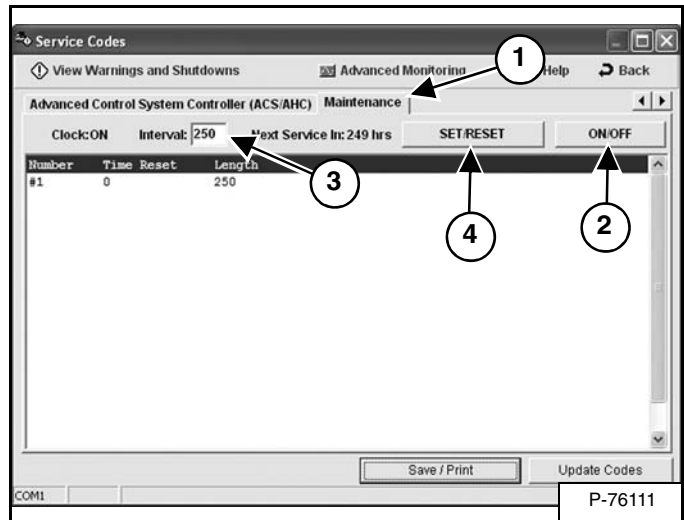 Service Codes
View Warnings and Shutdowns Advanced Monitoring Help Back
1
Advanced Control System Controller (ACS/AHC) Maintenance
Clock:ON Interval: 250 Next Service In: 249 hrs SET/RESET ON/OFF
Number Time Reset Length
#1 0 250
3
4
2
Save / Print Update Codes
COM1
P-76111